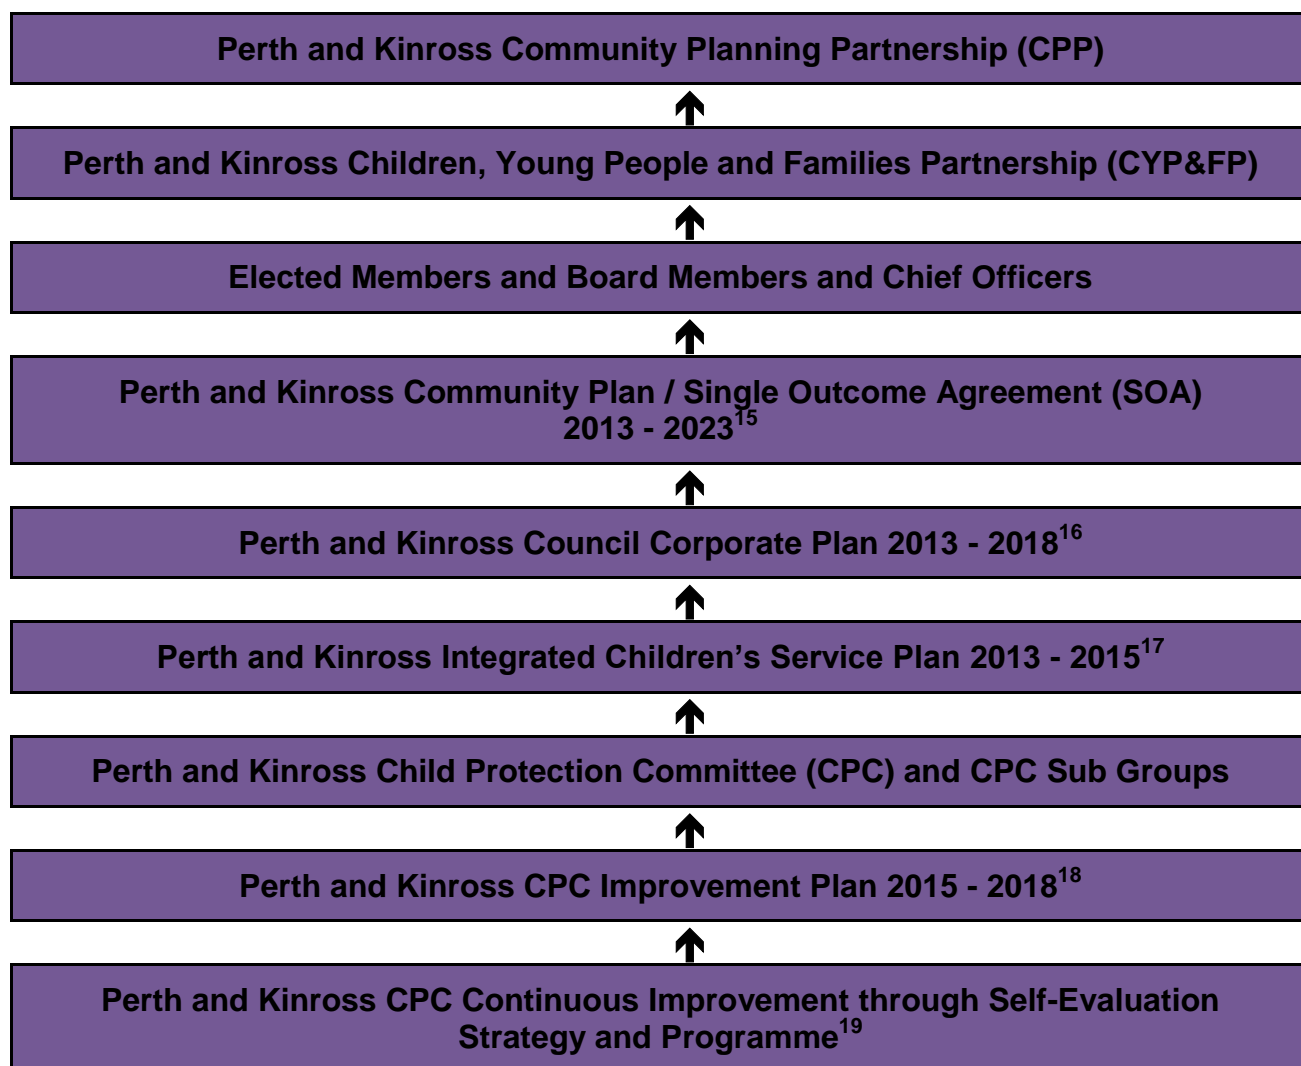 Perth and Kinross Community Planning Partnership (CPP)
Perth and Kinross Children, Young People and Families Partnership (CYP&FP)
Elected Members and Board Members and Chief Officers
Perth and Kinross Community Plan / Single Outcome Agreement (SOA)
2013 - 2023¹⁵
Perth and Kinross Council Corporate Plan 2013 - 2018¹⁶
Perth and Kinross Integrated Children’s Service Plan 2013 - 2015¹⁷
Perth and Kinross Child Protection Committee (CPC) and CPC Sub Groups
Perth and Kinross CPC Improvement Plan 2015 - 2018¹⁸
Perth and Kinross CPC Continuous Improvement through Self-Evaluation
Strategy and Programme¹⁹